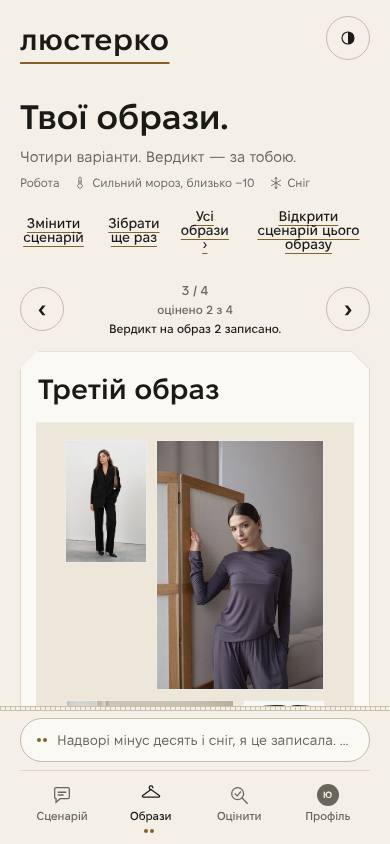 люстерко
Твої образи.
Чотири варіанти. Вердикт — за тобою.
Робота Сильний мороз, близько −10 Сніг
Змінити
сценарій
Зібрати
ще раз
Усі
образи
›
Відкрити
сценарій цього
образу
3 / 4
оцінено 2 з 4
Вердикт на образ 2 записано.
‹ ›
Третій образ
Надворі мінус десять і сніг, я це записала. ...
Ю
Сценарій Образи Оцінити Профіль